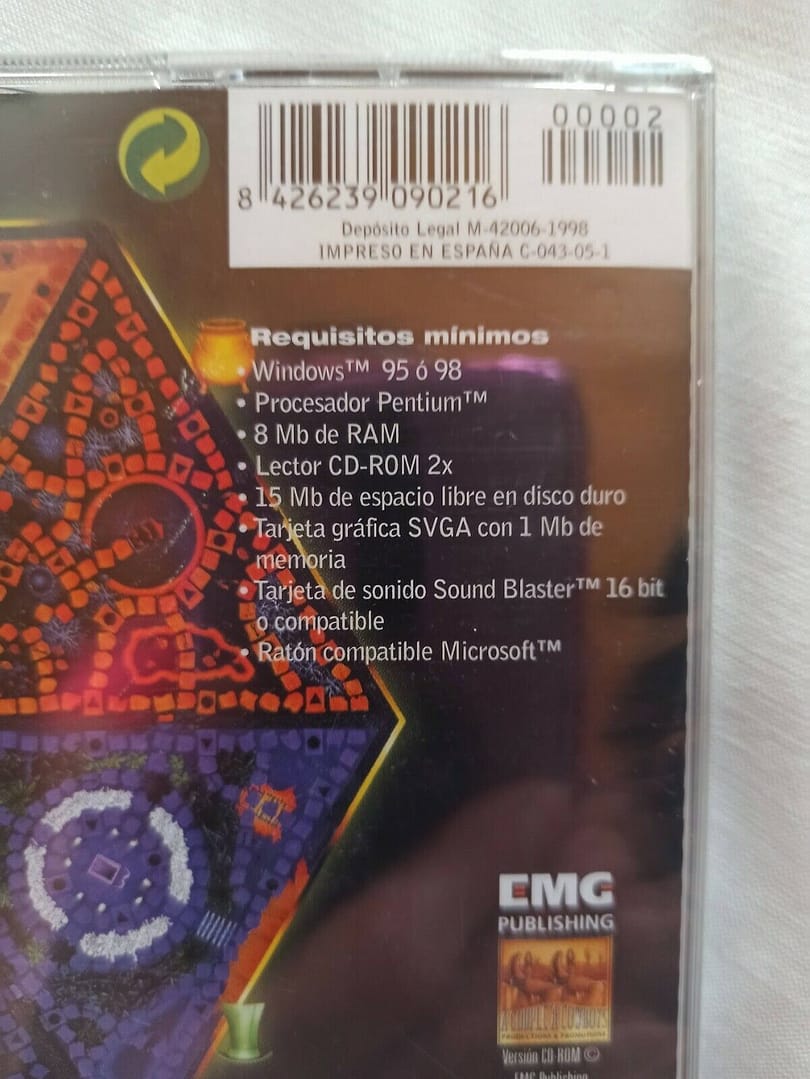 00002
8 426239 090216
Depósito Legal M-42006-1998
IMPRESO EN ESPAÑA C-043-05-1
Requisitos mínimos
• Windows™ 95 ó 98
• Procesador Pentium™
• 8 Mb de RAM
• Lector CD-ROM 2x
• 15 Mb de espacio libre en disco duro
• Tarjeta gráfica SVGA con 1 Mb de
memoria
• Tarjeta de sonido Sound Blaster™ 16 bit
o compatible
• Ratón compatible Microsoft™
EMG
PUBLISHING
Versión CD-ROM ©
EMG Publishing